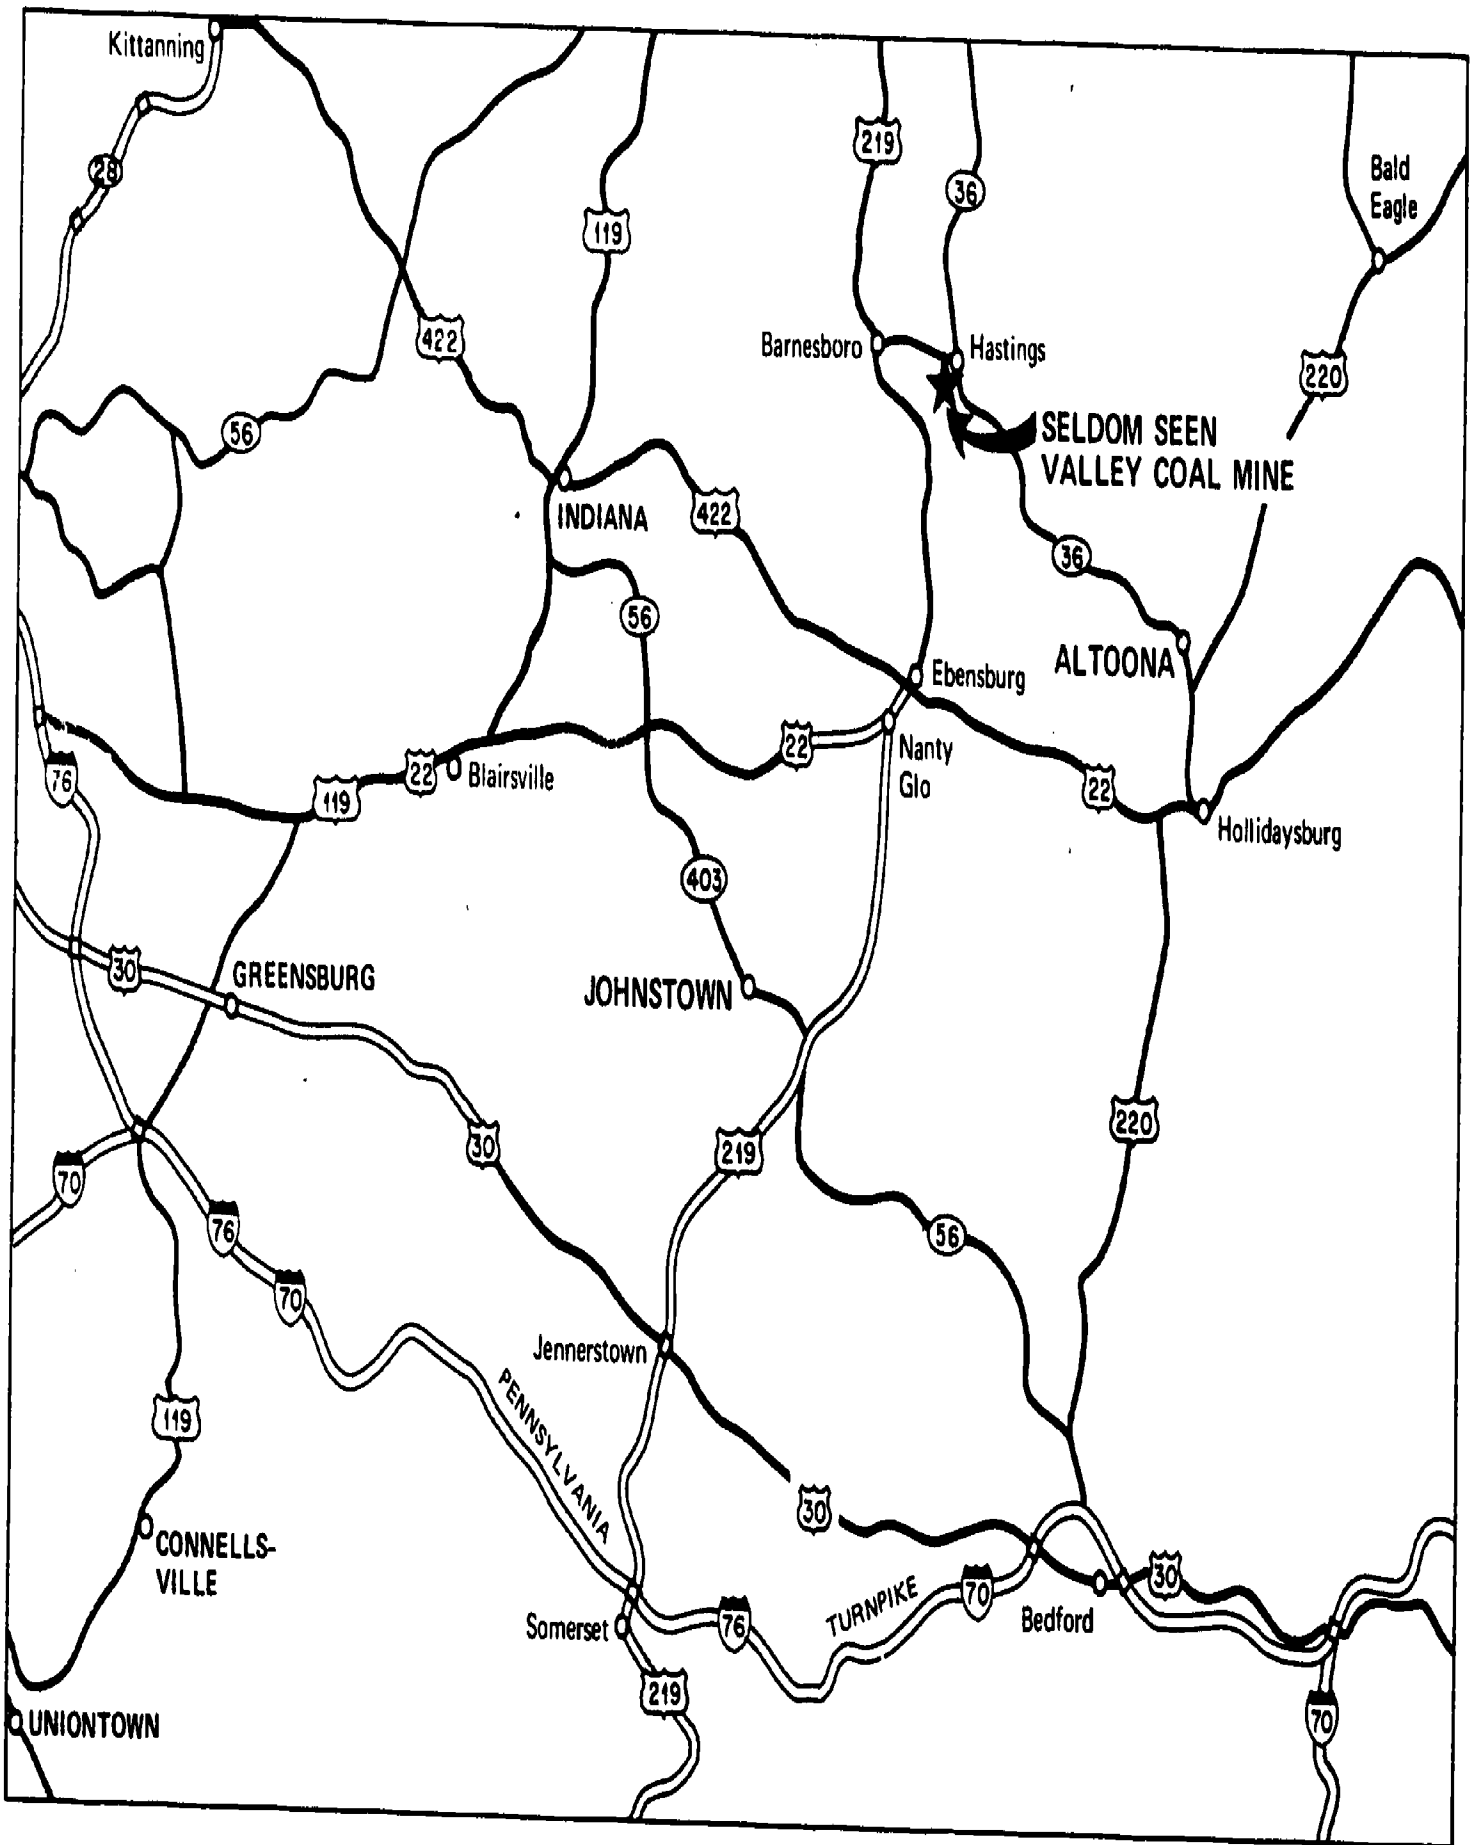 Kittanning
28
219
36
Bald
Eagle
119
422
Barnesboro
Hastings
220
56
SELDOM SEEN
VALLEY COAL MINE
INDIANA
422
36
56
ALTOONA
Ebensburg
76
119
22
Blairsville
22
Nanty
Glo
22
Hollidaysburg
403
30
GREENSBURG
JOHNSTOWN
30
219
220
70
76
56
70
Jennerstown
119
PENNSYLVANIA
30
CONNELLS-
VILLE
Somerset
76
TURNPIKE
70
Bedford
30
219
70
UNIONTOWN